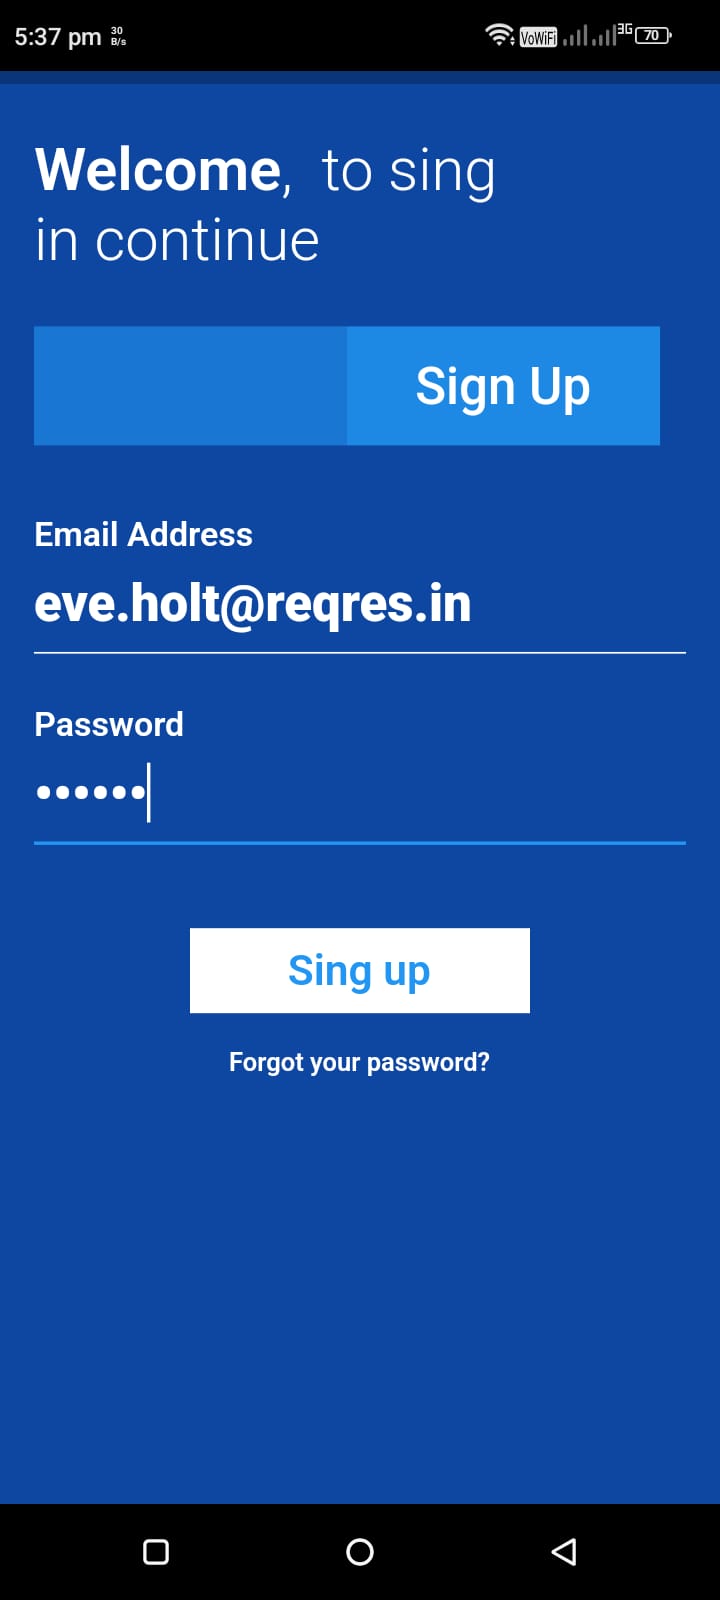 5:37 pm 30 B/s VoWiFi 3G 70
Welcome, to sing
in continue
Sign Up
Email Address
eve.holt@reqres.in
Password
••••••
Sing up
Forgot your password?